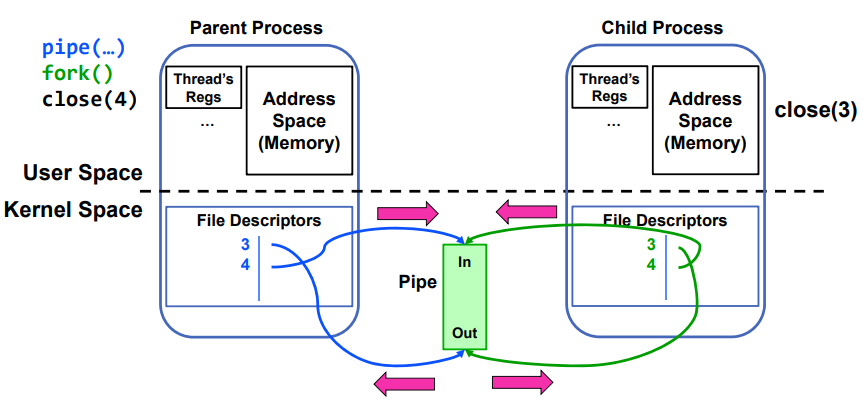 Parent Process
Child Process
pipe(…)
fork()
close(4)
Thread's
Regs
…
Address
Space
(Memory)
Thread's
Regs
…
Address
Space
(Memory)
close(3)
User Space
Kernel Space
File Descriptors
3
4
File Descriptors
3
4
Pipe
In
Out